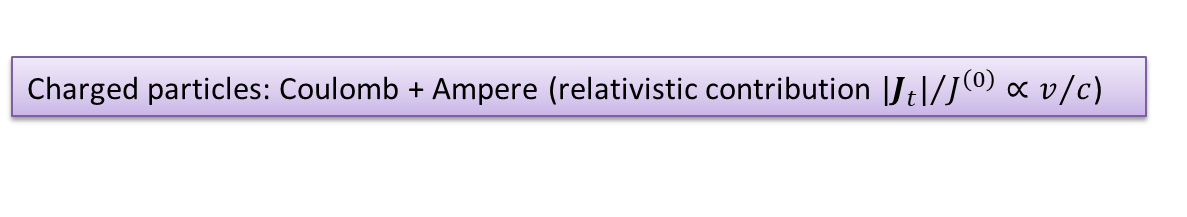 Charged particles: Coulomb + Ampere (relativistic contribution |𝑱ₜ|/𝐽⁽⁰⁾ ∝ 𝑣/𝑐)